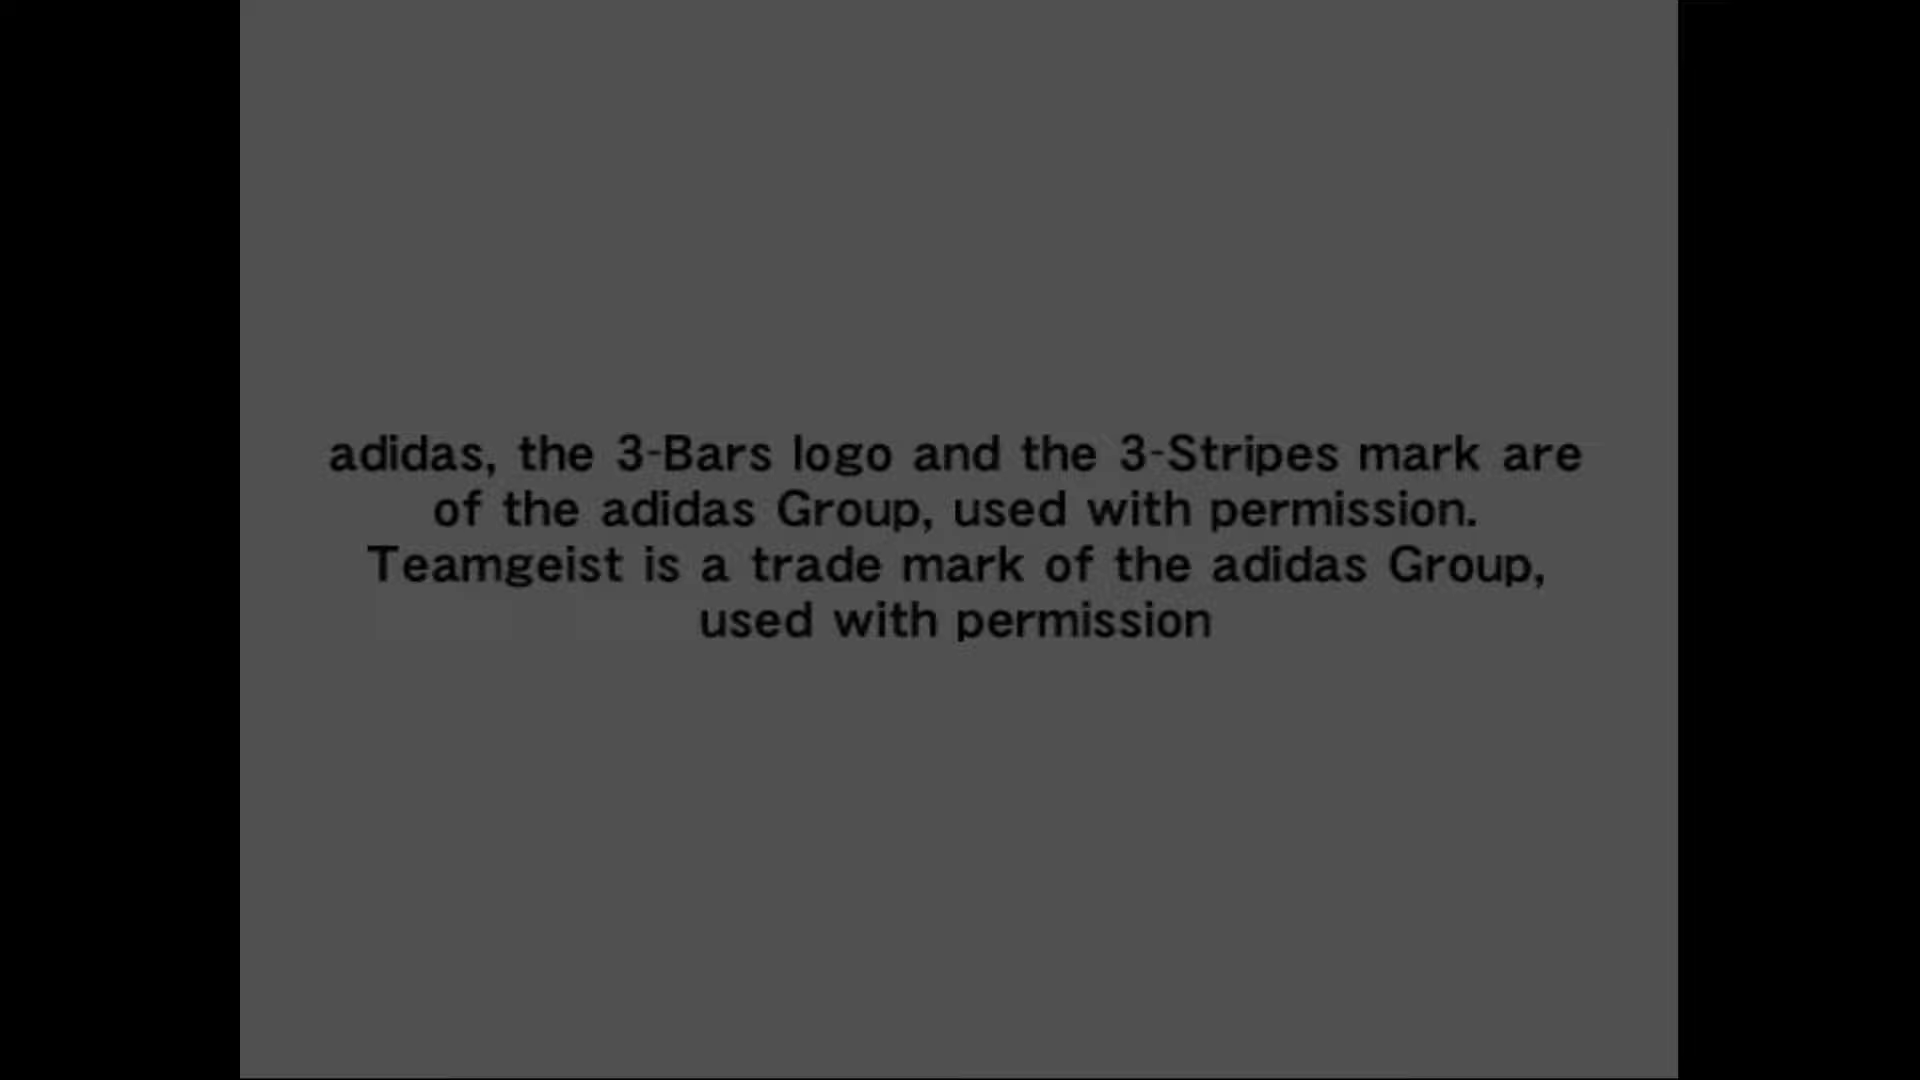 adidas, the 3-Bars logo and the 3-Stripes mark are
of the adidas Group, used with permission.
Teamgeist is a trade mark of the adidas Group,
used with permission